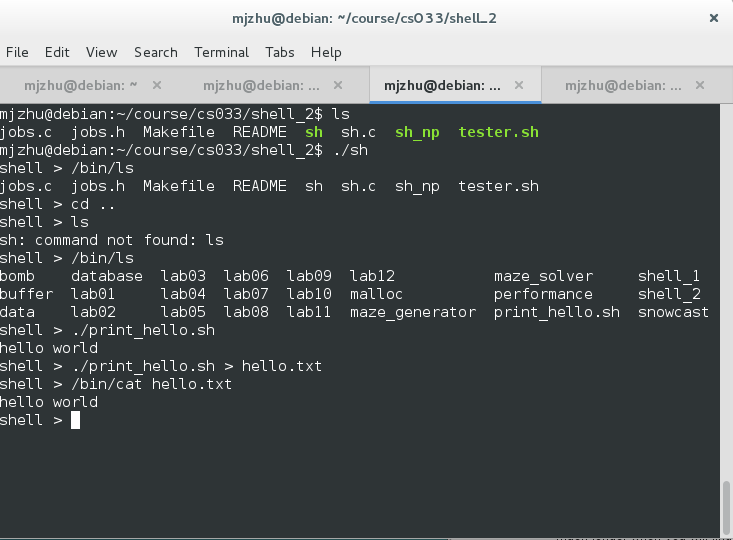 mjzhu@debian: ~/course/cs033/shell_2
File Edit View Search Terminal Tabs Help
mjzhu@debian: ~ mjzhu@debian: ... mjzhu@debian: ... mjzhu@debian: ...
mjzhu@debian:~/course/cs033/shell_2$ ls
jobs.c jobs.h Makefile README sh sh.c sh_np tester.sh
mjzhu@debian:~/course/cs033/shell_2$ ./sh
shell > /bin/ls
jobs.c jobs.h Makefile README sh sh.c sh_np tester.sh
shell > cd ..
shell > ls
sh: command not found: ls
shell > /bin/ls
bomb database lab03 lab06 lab09 lab12 maze_solver shell_1
buffer lab01 lab04 lab07 lab10 malloc performance shell_2
data lab02 lab05 lab08 lab11 maze_generator print_hello.sh snowcast
shell > ./print_hello.sh
hello world
shell > ./print_hello.sh > hello.txt
shell > /bin/cat hello.txt
hello world
shell >